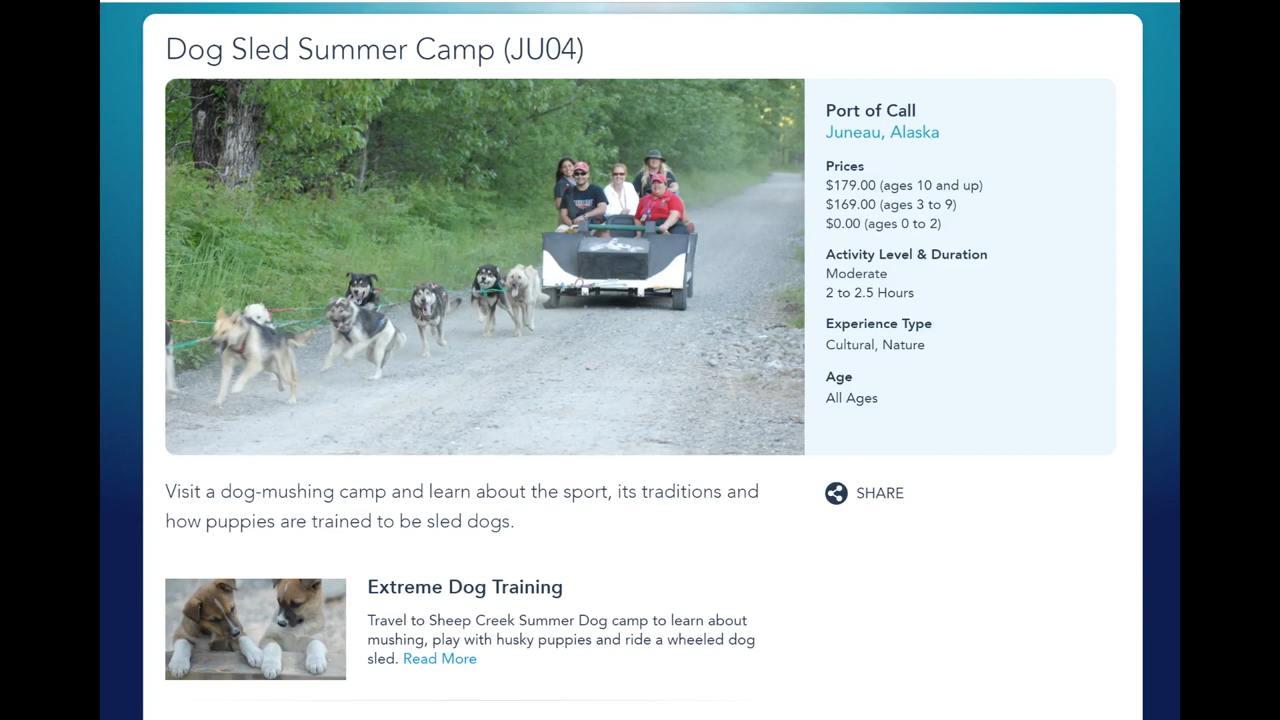 Dog Sled Summer Camp (JU04)
Port of Call
Juneau, Alaska
Prices
$179.00 (ages 10 and up)
$169.00 (ages 3 to 9)
$0.00 (ages 0 to 2)
Activity Level & Duration
Moderate
2 to 2.5 Hours
Experience Type
Cultural, Nature
Age
All Ages
Visit a dog-mushing camp and learn about the sport, its traditions and
how puppies are trained to be sled dogs.
SHARE
Extreme Dog Training
Travel to Sheep Creek Summer Dog camp to learn about
mushing, play with husky puppies and ride a wheeled dog
sled. Read More